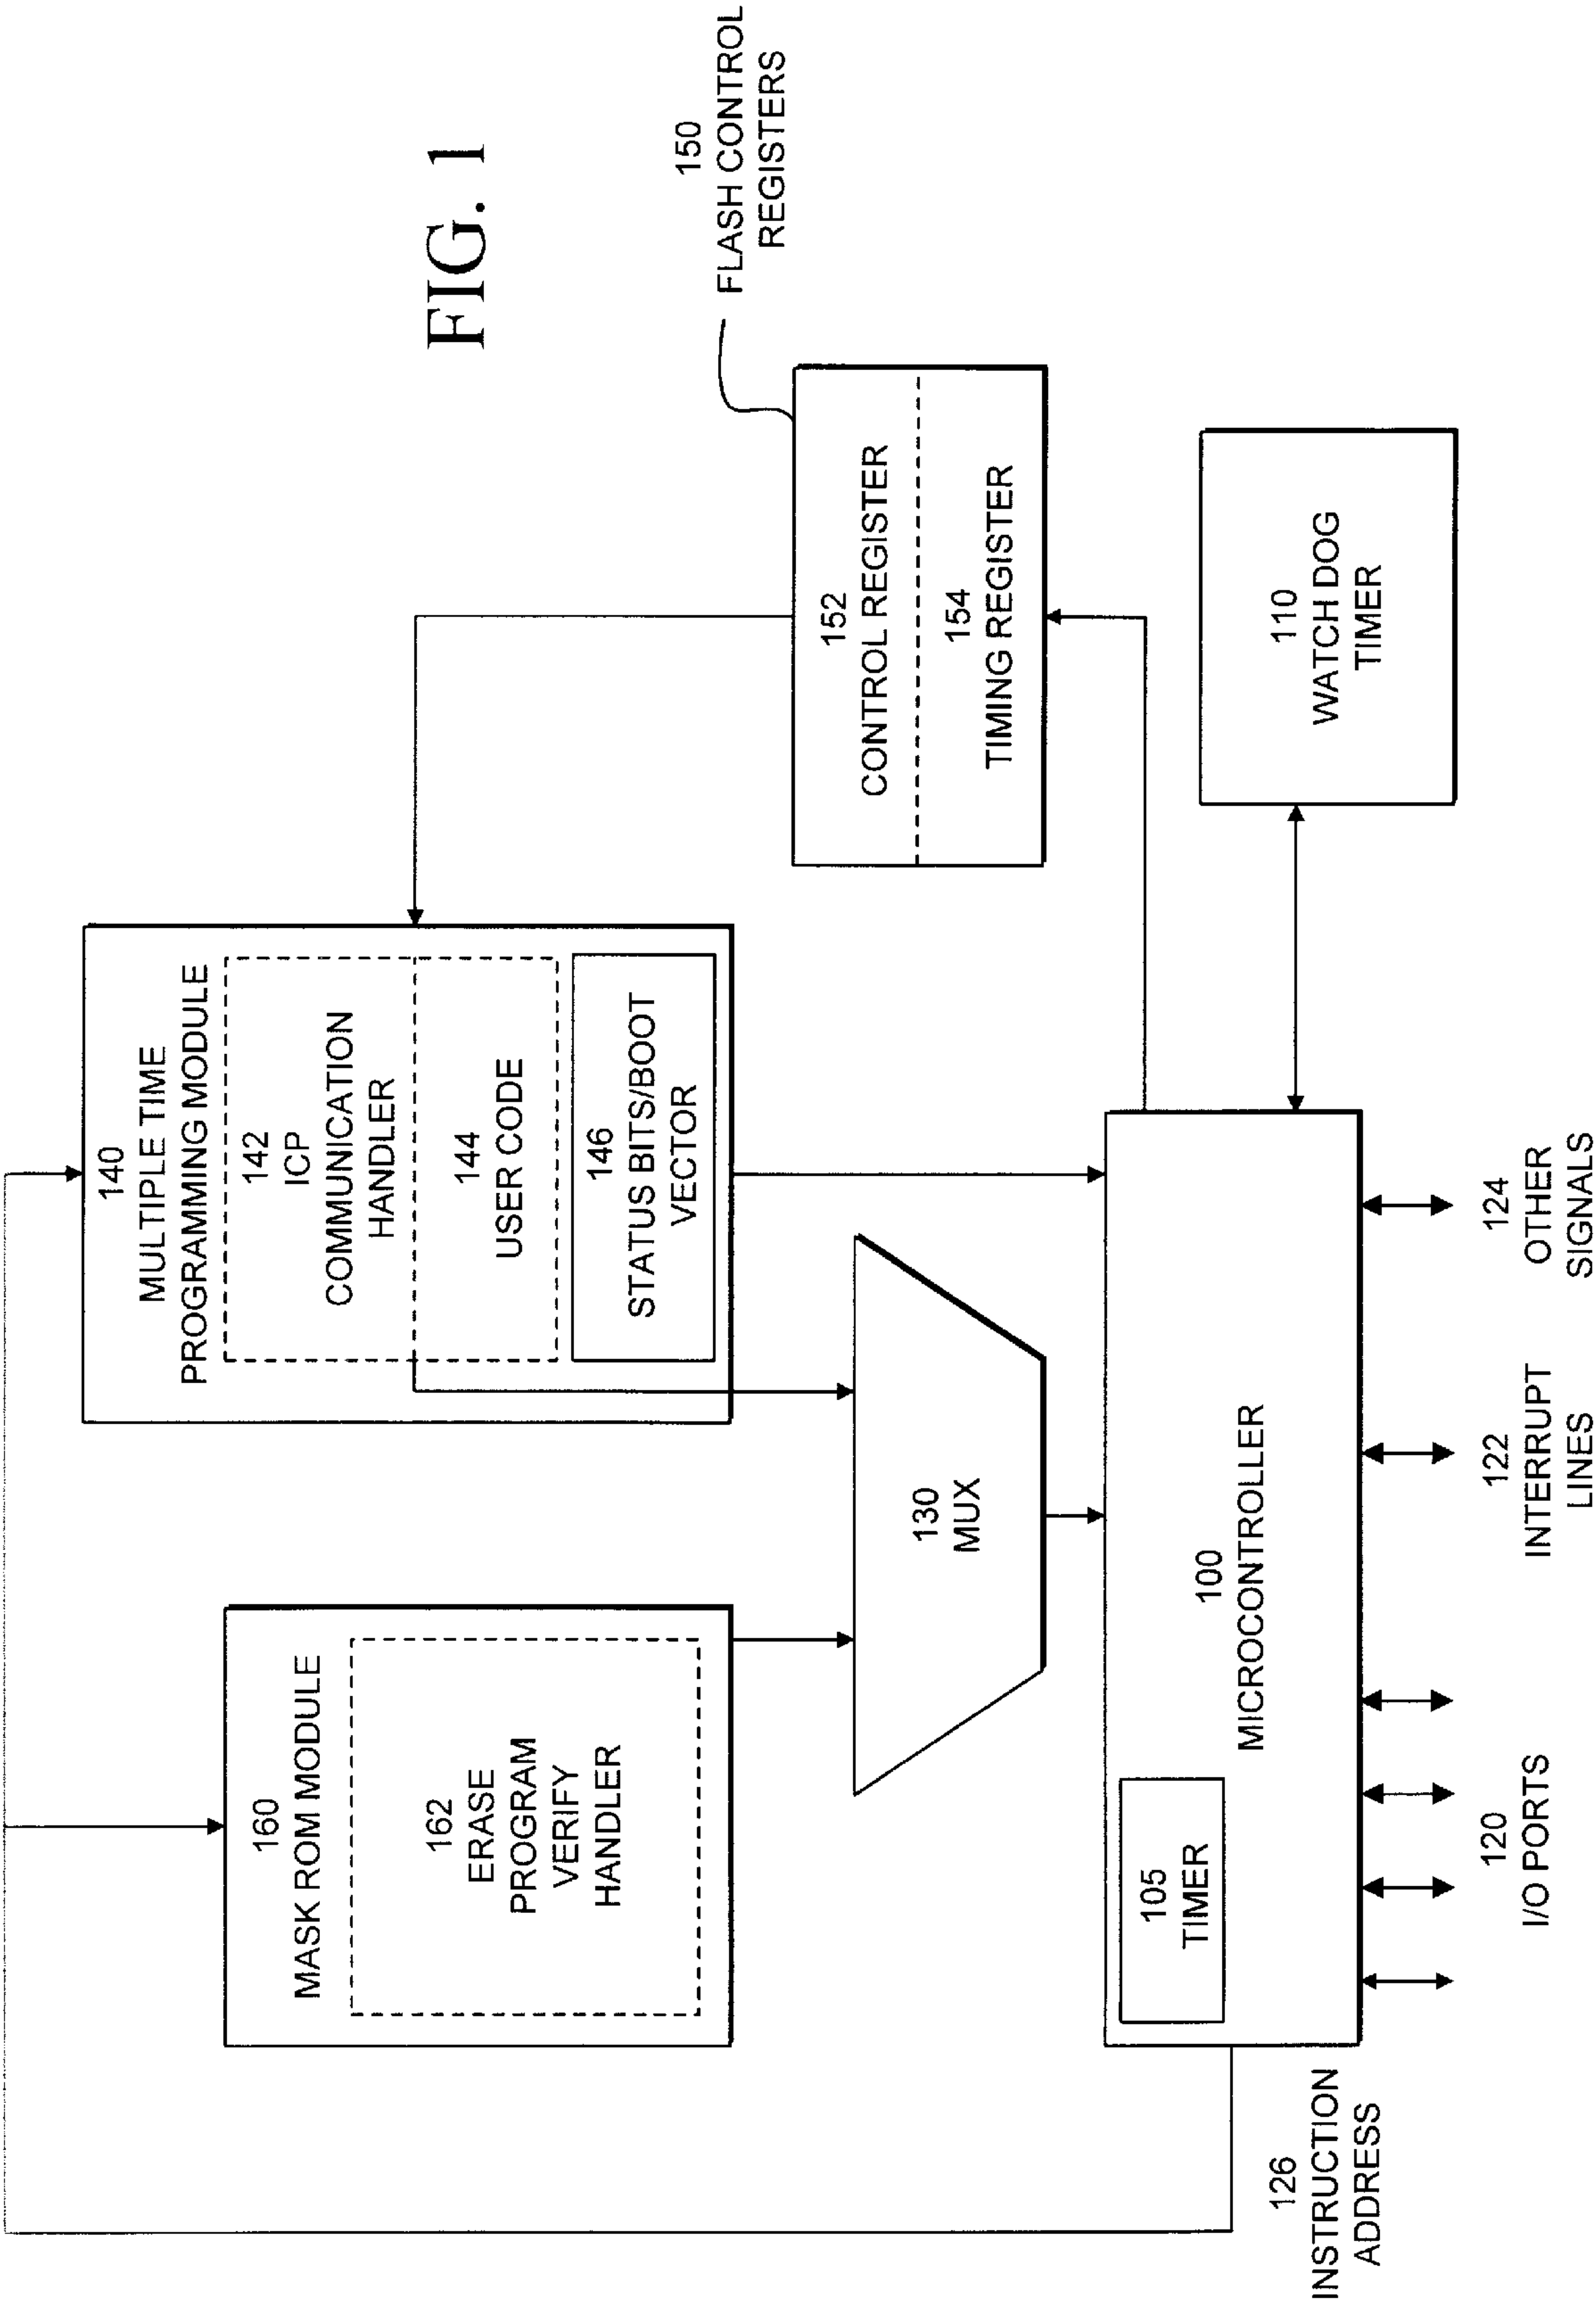 FIG. 1
140
MULTIPLE TIME
PROGRAMMING MODULE
142
ICP
COMMUNICATION
HANDLER
144
USER CODE
146
STATUS BITS/BOOT
VECTOR
160
MASK ROM MODULE
162
ERASE
PROGRAM
VERIFY
HANDLER
150
FLASH CONTROL
REGISTERS
152
CONTROL REGISTER
154
TIMING REGISTER
130
MUX
105
TIMER
100
MICROCONTROLLER
110
WATCH DOG
TIMER
126
INSTRUCTION
ADDRESS
120
I/O PORTS
122
INTERRUPT
LINES
124
OTHER
SIGNALS